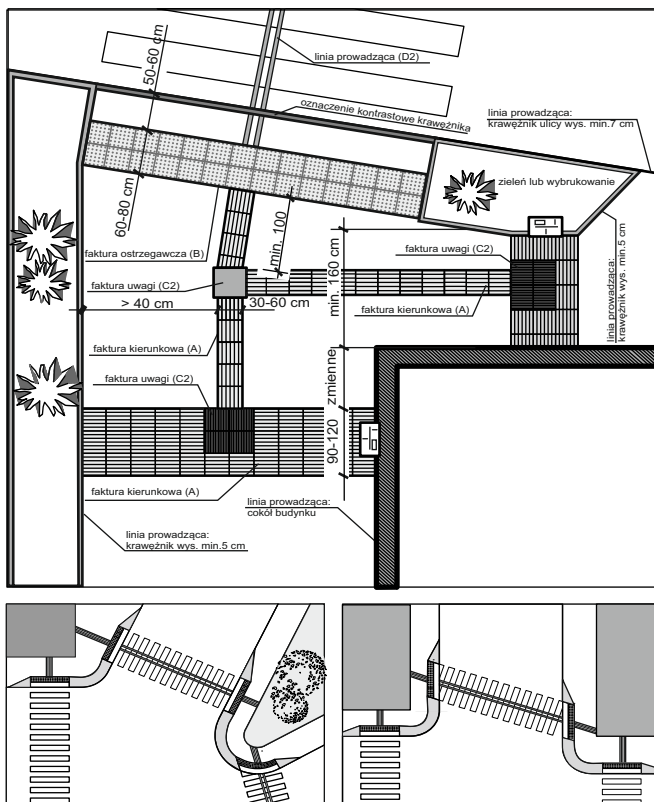 50-60 cm
linia prowadząca (D2)
oznaczenie kontrastowe krawężnika
linia prowadząca:
krawężnik ulicy wys. min.7 cm
60-80 cm
min. 100
zieleń lub wybrukowanie
faktura ostrzegawcza (B)
faktura uwagi (C2)
faktura uwagi (C2)
min. 160 cm
linia prowadząca:
krawężnik wys. min.5 cm
> 40 cm
30-60 cm
faktura kierunkowa (A)
faktura kierunkowa (A)
faktura uwagi (C2)
zmienne
90-120
faktura kierunkowa (A)
linia prowadząca:
cokół budynku
linia prowadząca:
krawężnik wys. min.5 cm